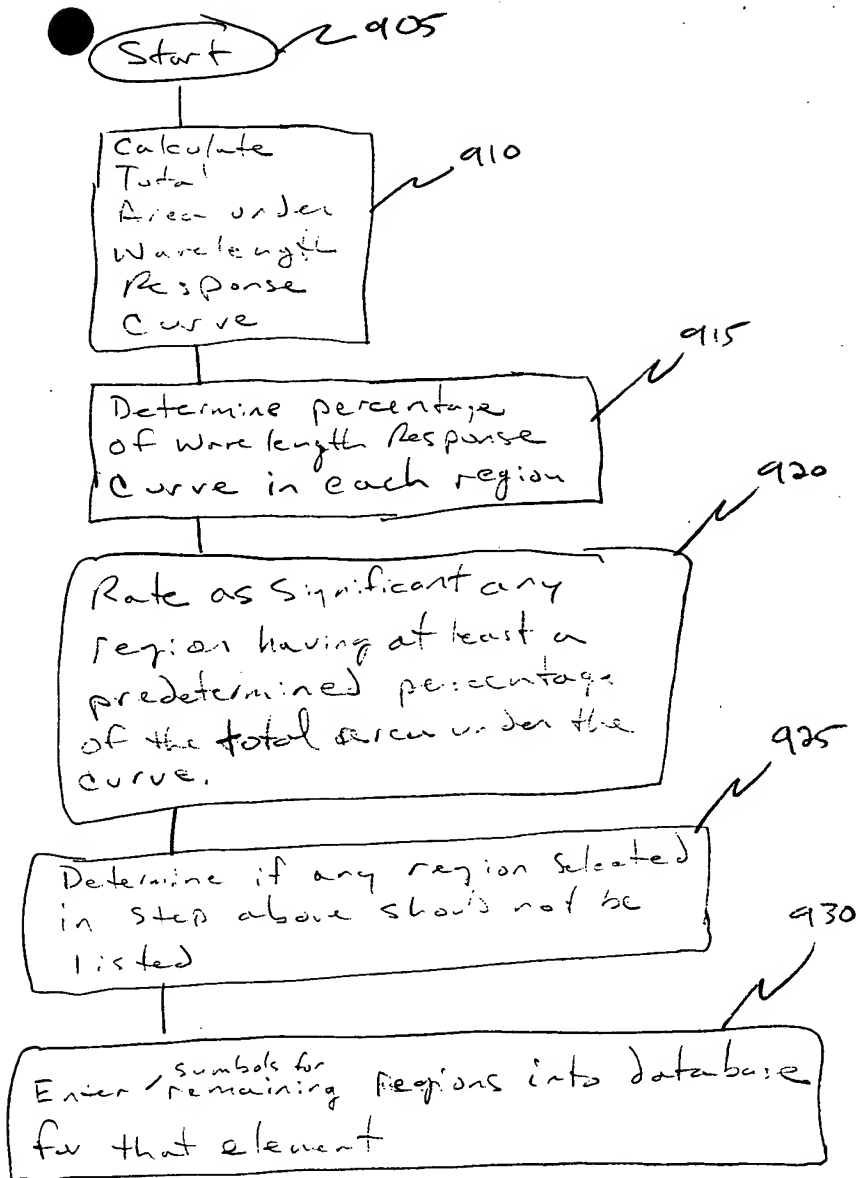 Start
905
Calculate
Total
Area under
Wavelength
Response
Curve
910
Determine percentage
of Wavelength Response
Curve in each region
915
Rate as Significant any
region having at least a
predetermined percentage
of the total area under the
curve.
920
Determine if any region Selected
in step above should not be
listed
925
symbols for
Enter remaining regions into database
for that element
930